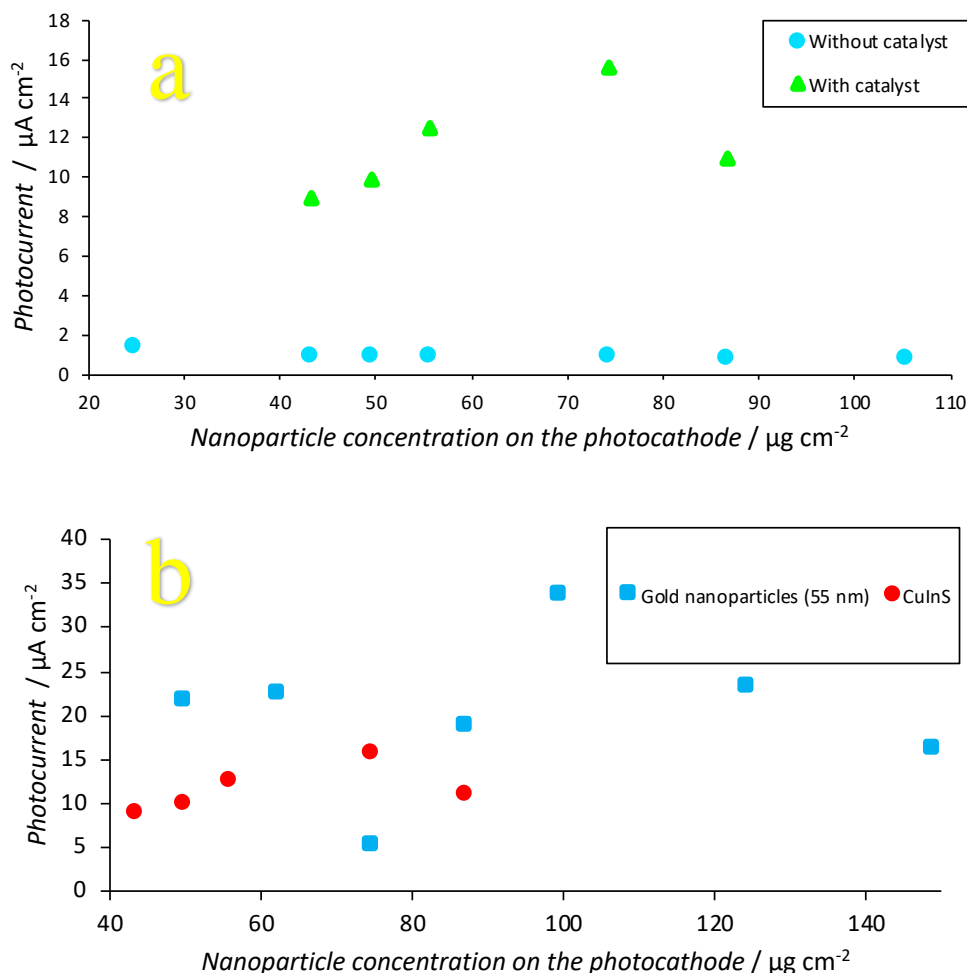 a
18
16
14
12
10
8
6
4
2
0
Photocurrent / µA cm-2
Without catalyst
With catalyst
20 30 40 50 60 70 80 90 100 110
Nanoparticle concentration on the photocathode / µg cm-2
b
40
35
30
25
20
15
10
5
0
Photocurrent / µA cm-2
Gold nanoparticles (55 nm) CuInS
40 60 80 100 120 140
Nanoparticle concentration on the photocathode / µg cm-2